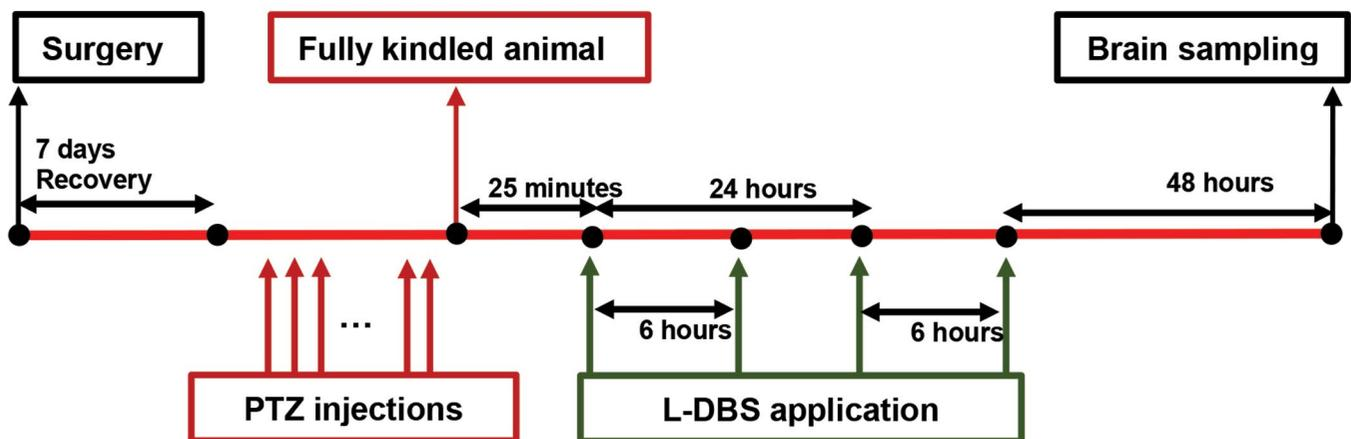 Surgery
Fully kindled animal
Brain sampling
7 days
Recovery
25 minutes
24 hours
48 hours
...
6 hours
6 hours
PTZ injections
L-DBS application